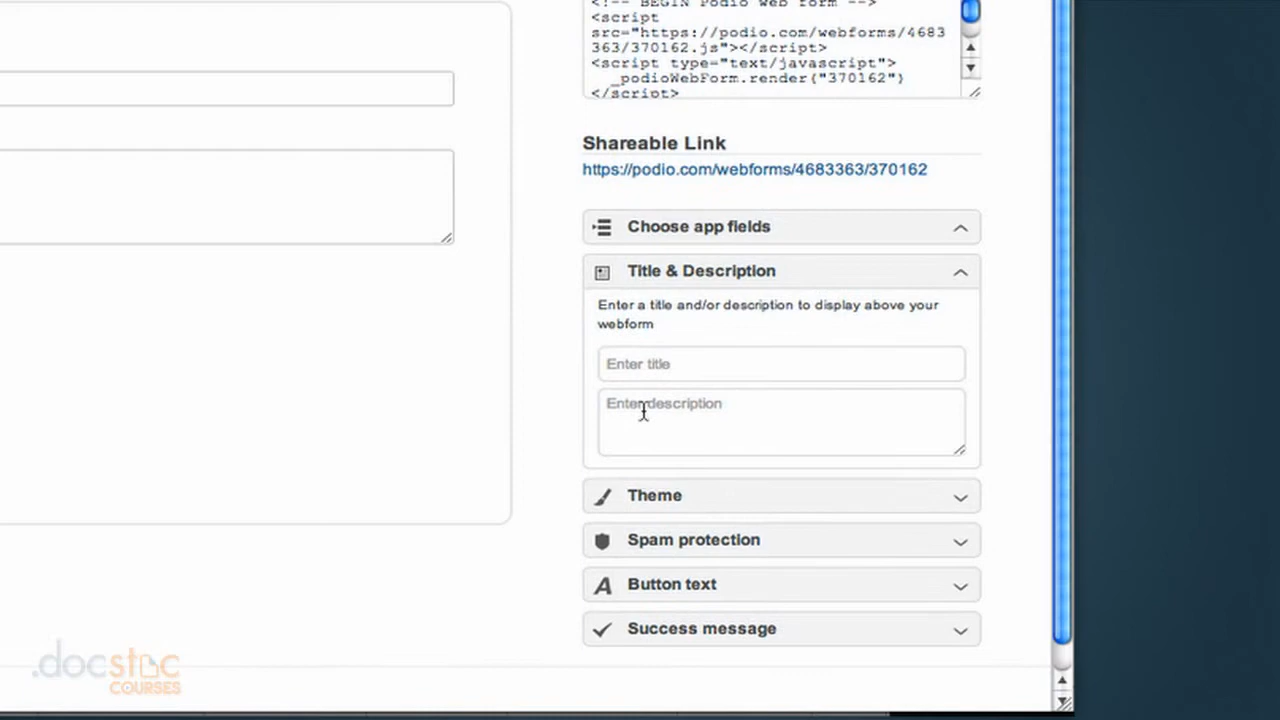 <!-- BEGIN Podio web form -->
<script
src="https://podio.com/webforms/4683
363/370162.js"></script>
<script type="text/javascript">
_podioWebForm.render("370162")
</script>
Shareable Link
https://podio.com/webforms/4683363/370162
Choose app fields
Title & Description
Enter a title and/or description to display above your
webform
Enter title
Enter description
Theme
Spam protection
Button text
Success message
.docstoc
COURSES